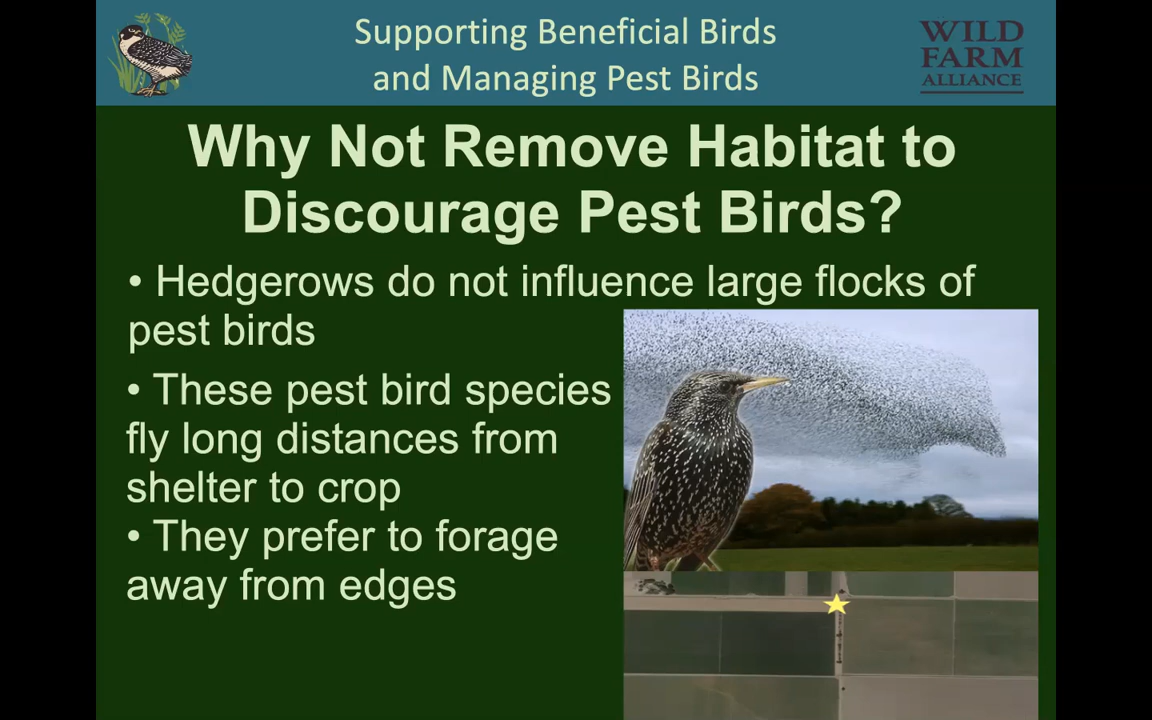 Supporting Beneficial Birds
and Managing Pest Birds
WILD
FARM
ALLIANCE
Why Not Remove Habitat to
Discourage Pest Birds?
• Hedgerows do not influence large flocks of
pest birds
• These pest bird species
fly long distances from
shelter to crop
• They prefer to forage
away from edges